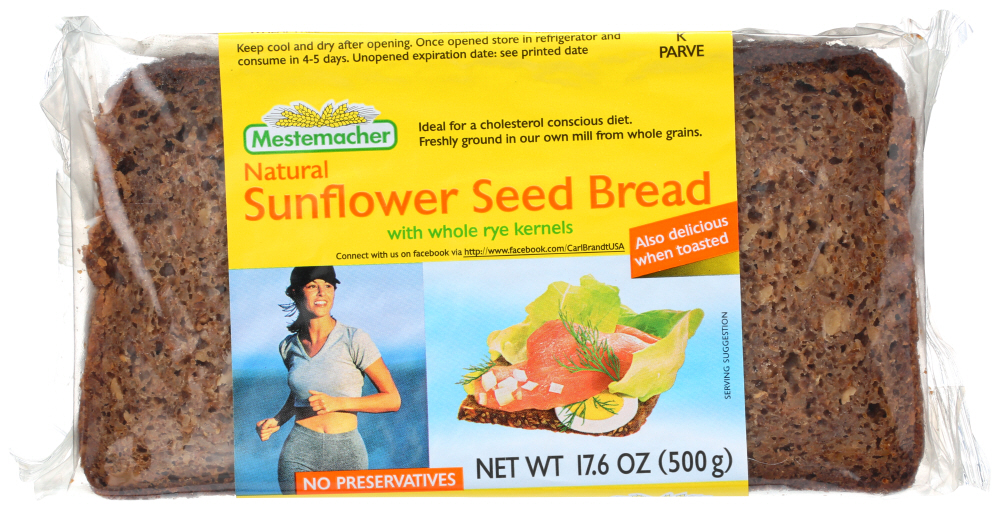 Keep cool and dry after opening. Once opened store in refrigerator and
consume in 4-5 days. Unopened expiration date: see printed date
K
PARVE
Mestemacher
Ideal for a cholesterol conscious diet.
Freshly ground in our own mill from whole grains.
Natural
Sunflower Seed Bread
with whole rye kernels
Connect with us on facebook via http://www.facebook.com/CarlBrandtUSA
Also delicious
when toasted
SERVING SUGGESTION
NO PRESERVATIVES
NET WT 17.6 OZ (500 g)